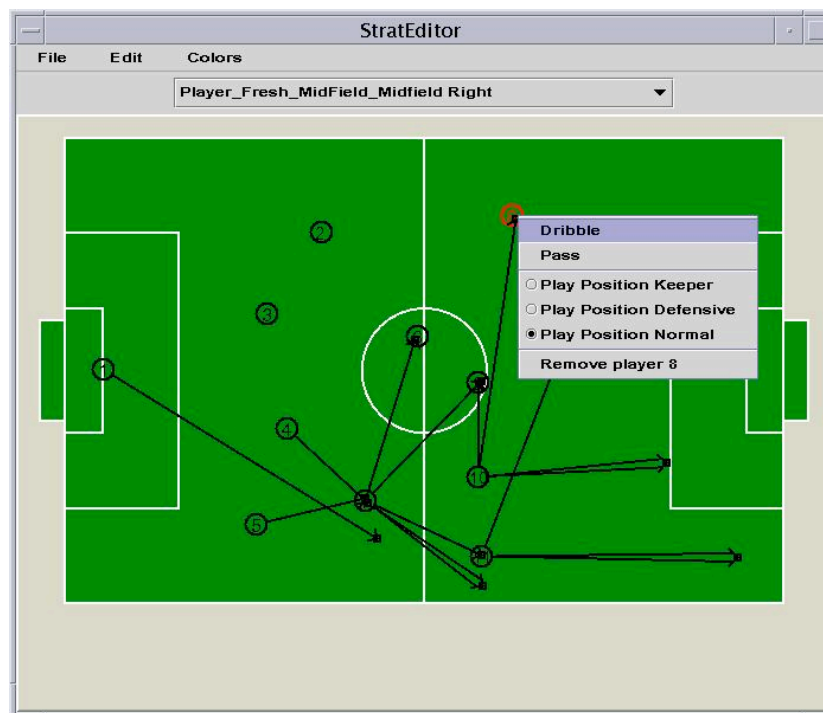 StratEditor
File Edit Colors
Player_Fresh_MidField_Midfield Right
Dribble
Pass
Play Position Keeper
Play Position Defensive
Play Position Normal
Remove player 8
2
3
1
4
10
5